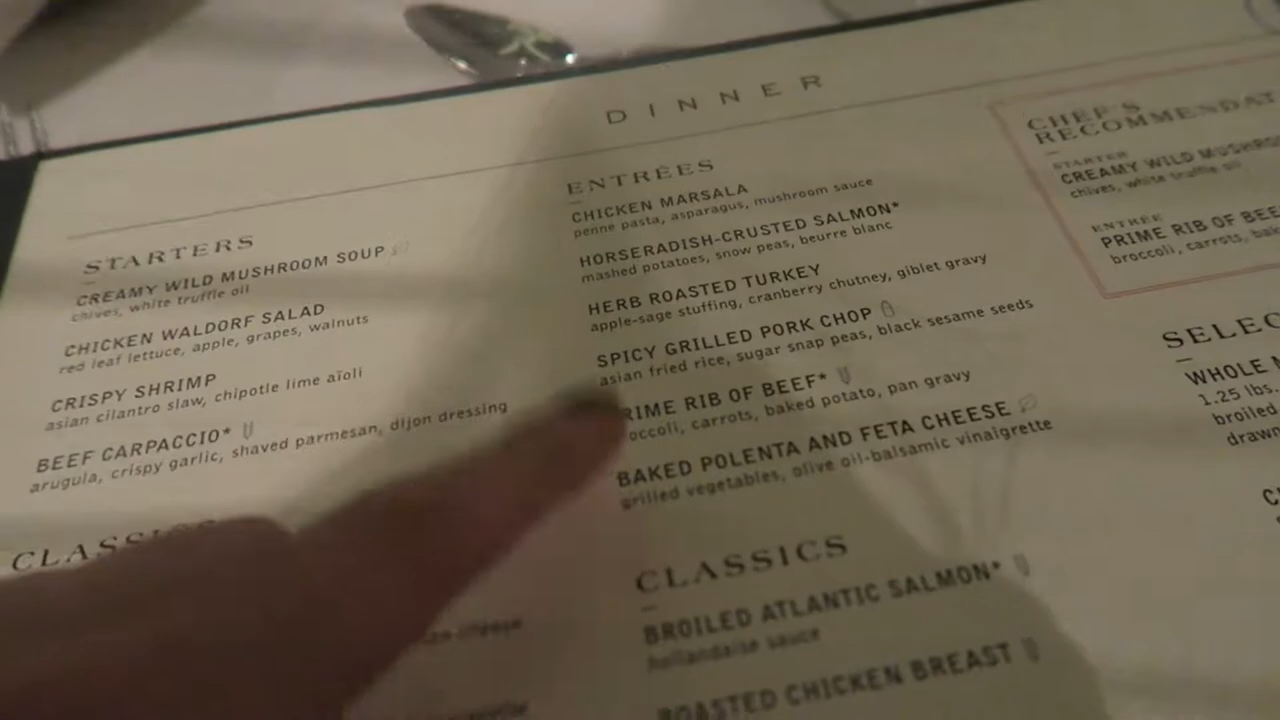 DINNER
STARTERS
CREAMY WILD MUSHROOM SOUP
chives, white truffle oil
CHICKEN WALDORF SALAD
red leaf lettuce, apple, grapes, walnuts
CRISPY SHRIMP
asian cilantro slaw, chipotle lime aïoli
BEEF CARPACCIO*
arugula, crispy garlic, shaved parmesan, dijon dressing
CLASSICS
ENTRÉES
CHICKEN MARSALA
penne pasta, asparagus, mushroom sauce
HORSERADISH-CRUSTED SALMON*
mashed potatoes, snow peas, beurre blanc
HERB ROASTED TURKEY
apple-sage stuffing, cranberry chutney, giblet gravy
SPICY GRILLED PORK CHOP
asian fried rice, sugar snap peas, black sesame seeds
RIME RIB OF BEEF*
occoli, carrots, baked potato, pan gravy
BAKED POLENTA AND FETA CHEESE
grilled vegetables, olive oil-balsamic vinaigrette
CLASSICS
BROILED ATLANTIC SALMON*
hollandaise sauce
ROASTED CHICKEN BREAST
CHEF'S
RECOMMENDAT
STARTER
CREAMY WILD MUSHRO
chives, white truffle oil
ENTRÉE
PRIME RIB OF BEE
broccoli, carrots, bak
SELEC
WHOLE
1.25 lbs.
broiled
drawn